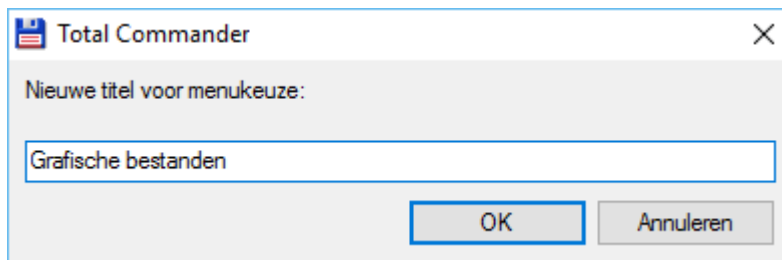 Total Commander
Nieuwe titel voor menukeuze:
Grafische bestanden
OK Annuleren